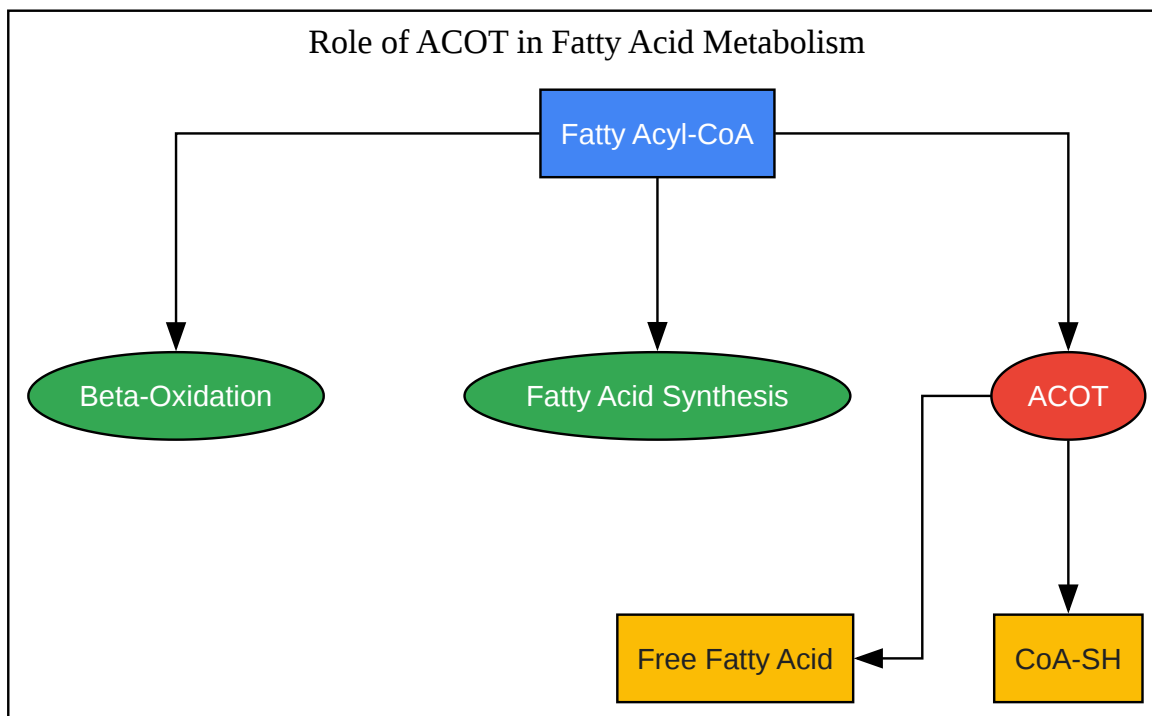 Role of ACOT in Fatty Acid Metabolism
Fatty Acyl-CoA
Beta-Oxidation
Fatty Acid Synthesis
ACOT
Free Fatty Acid
CoA-SH